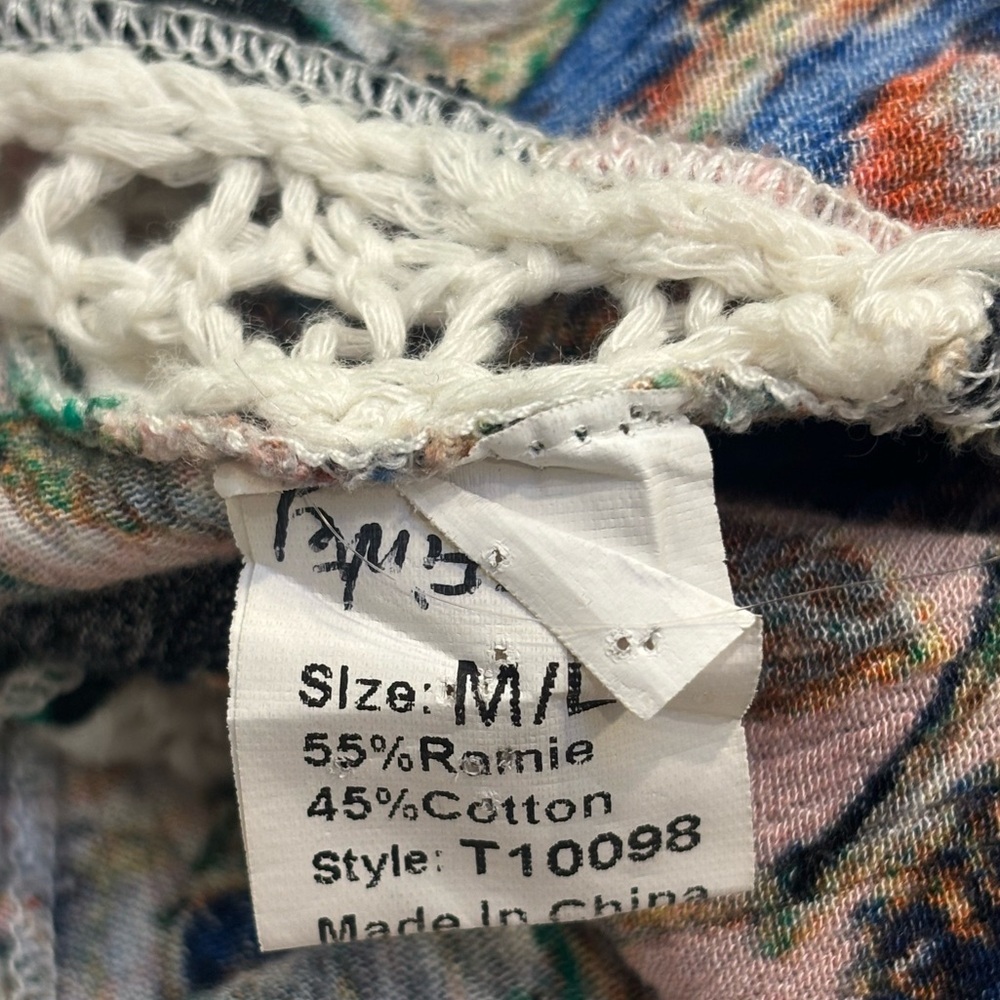 SIze: M/L
55%Ramie
45%Cotton
Style: T10098
Made In China